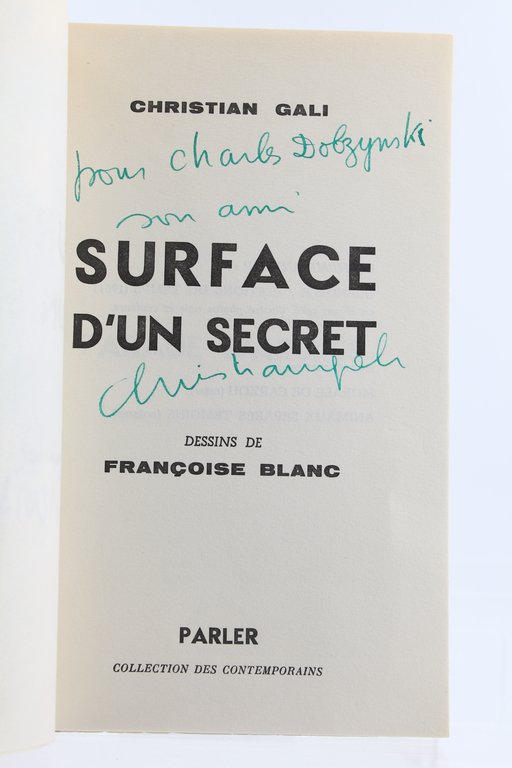 CHRISTIAN GALI
pour Charles Dobzynski
son ami
SURFACE
D'UN SECRET
DESSINS DE
FRANÇOISE BLANC
PARLER
COLLECTION DES CONTEMPORAINS